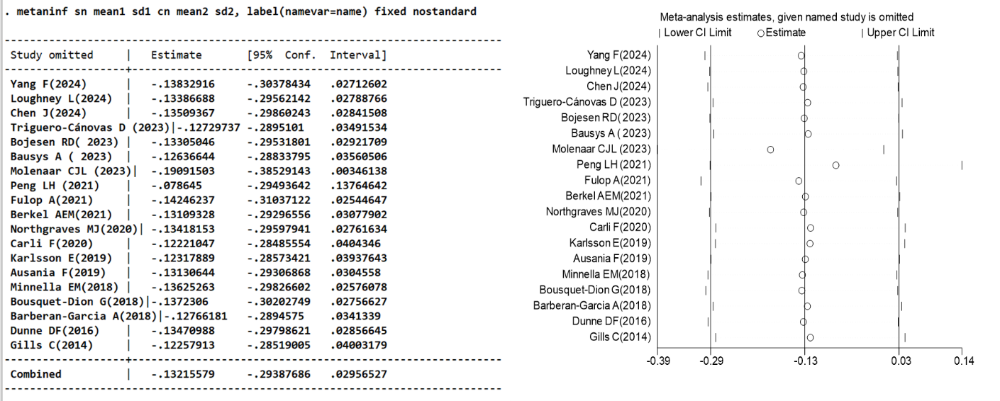 . metaninf sn mean1 sd1 cn mean2 sd2, label(namevar=name) fixed nostandard
------------------------------------------------------------------------------
Study omitted | Estimate [95% Conf. Interval]
-------------------+----------------------------------------------------------
Yang F(2024) | -.13832916 -.30378434 .02712602
Loughney L(2024) | -.13386688 -.29562142 .02788766
Chen J(2024) | -.13509367 -.29860243 .02841508
Triguero-Cánovas D (2023)|-.12729737 -.2895101 .03491534
Bojesen RD( 2023) | -.13305046 -.29531801 .02921709
Bausys A ( 2023) | -.12636644 -.28833795 .03560506
Molenaar CJL (2023)| -.19091503 -.38529143 .00346138
Peng LH (2021) | -.078645 -.29493642 .13764642
Fulop A(2021) | -.14246237 -.31037122 .02544647
Berkel AEM(2021) | -.13109328 -.29296556 .03077902
Northgraves MJ(2020)| -.13418153 -.29597941 .02761634
Carli F(2020) | -.12221047 -.28485554 .0404346
Karlsson E(2019) | -.12317889 -.28573421 .03937643
Ausania F(2019) | -.13130644 -.29306868 .0304558
Minnella EM(2018) | -.13625263 -.29826602 .02576078
Bousquet-Dion G(2018)|-.1372306 -.30202749 .02756627
Barberan-Garcia A(2018)|-.12766181 -.2894575 .0341339
Dunne DF(2016) | -.13470988 -.29798621 .02856645
Gills C(2014) | -.12257913 -.28519005 .04003179
-------------------+----------------------------------------------------------
Combined | -.13215579 -.29387686 .02956527
------------------------------------------------------------------------------
Meta-analysis estimates, given named study is omitted
| Lower CI Limit ○Estimate | Upper CI Limit
Yang F(2024)
Loughney L(2024)
Chen J(2024)
Triguero-Cánovas D (2023)
Bojesen RD( 2023)
Bausys A ( 2023)
Molenaar CJL (2023)
Peng LH (2021)
Fulop A(2021)
Berkel AEM(2021)
Northgraves MJ(2020)
Carli F(2020)
Karlsson E(2019)
Ausania F(2019)
Minnella EM(2018)
Bousquet-Dion G(2018)
Barberan-Garcia A(2018)
Dunne DF(2016)
Gills C(2014)
-0.39 -0.29 -0.13 0.03 0.14